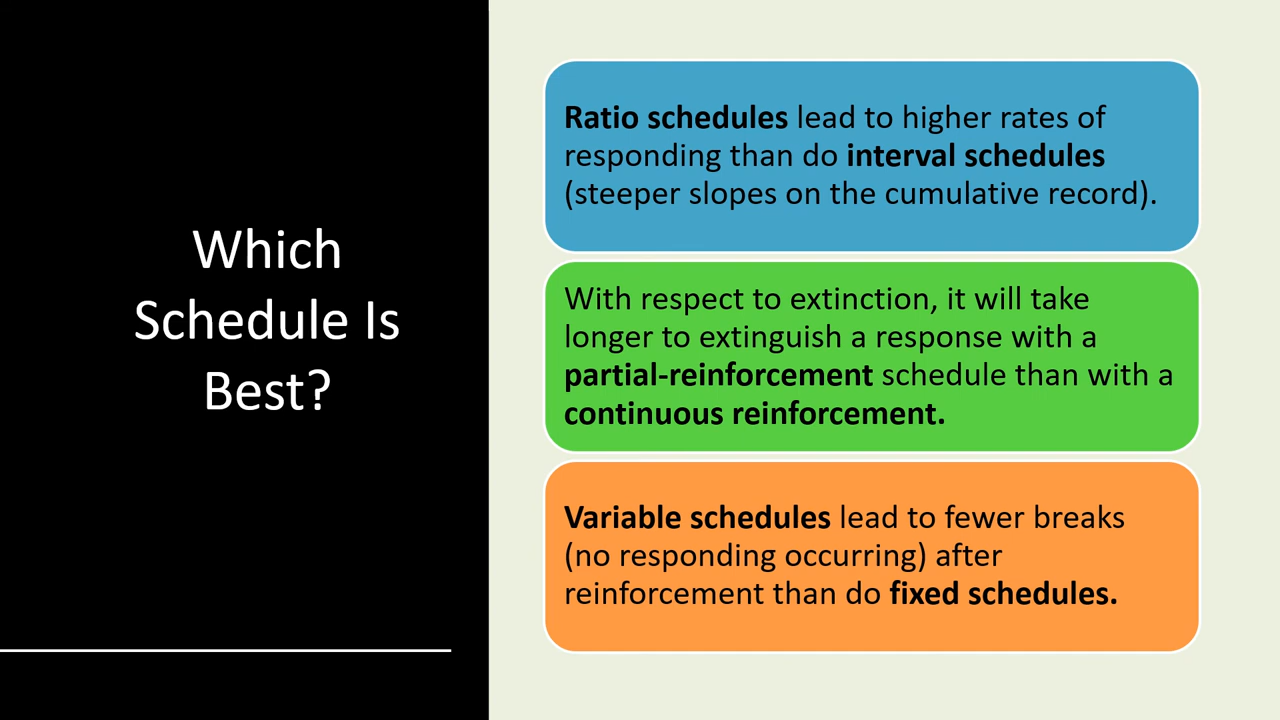 Which
Schedule Is
Best?
Ratio schedules lead to higher rates of
responding than do interval schedules
(steeper slopes on the cumulative record).
With respect to extinction, it will take
longer to extinguish a response with a
partial-reinforcement schedule than with a
continuous reinforcement.
Variable schedules lead to fewer breaks
(no responding occurring) after
reinforcement than do fixed schedules.